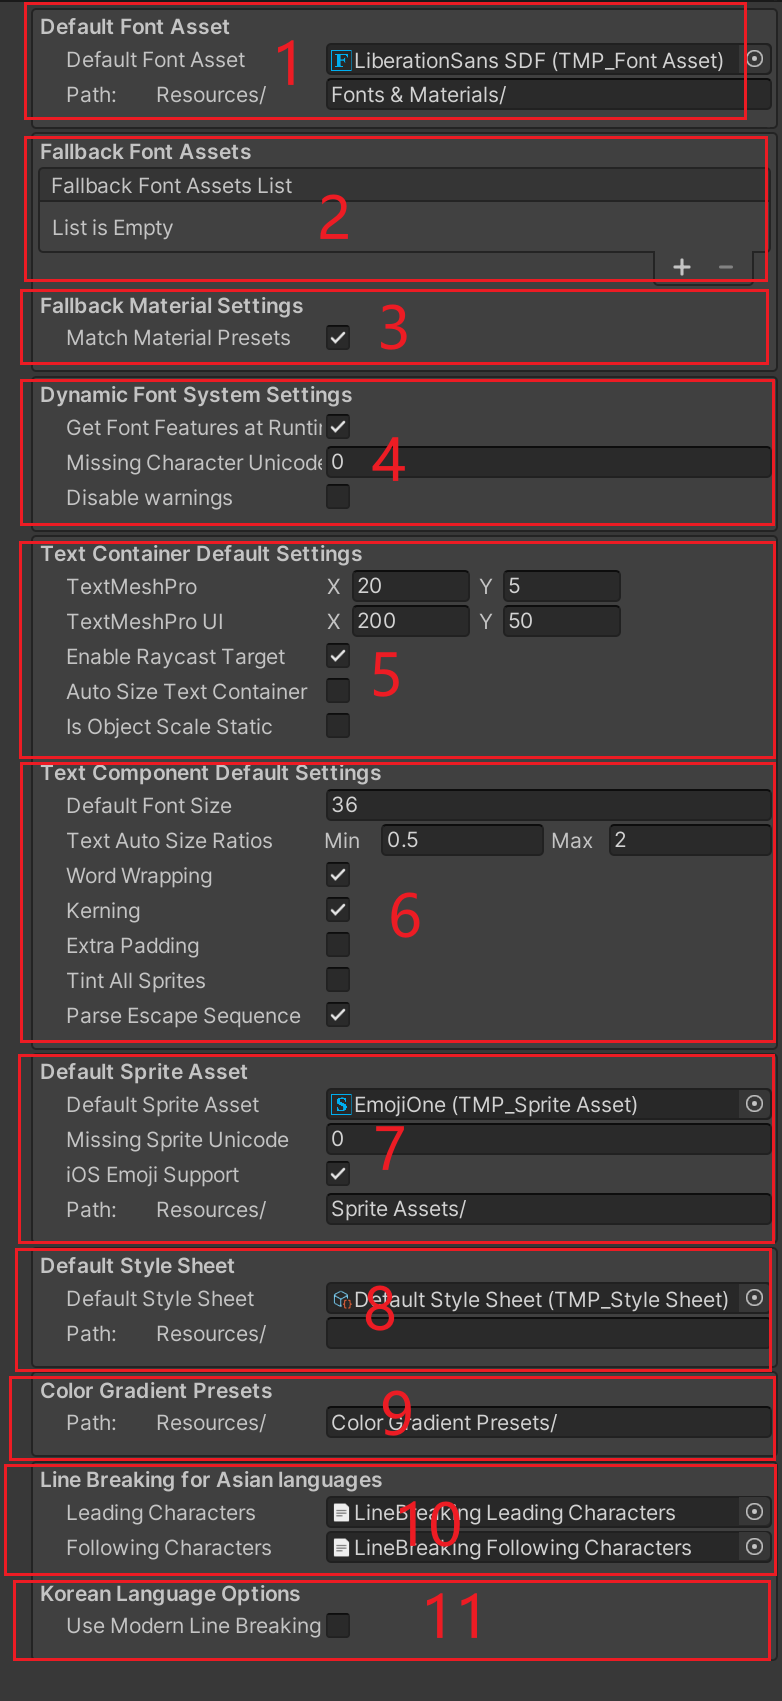 Default Font Asset
Default Font Asset 1 F LiberationSans SDF (TMP_Font Asset)
Path: Resources/ Fonts & Materials/
Fallback Font Assets
Fallback Font Assets List
2
List is Empty
+ −
Fallback Material Settings
Match Material Presets 3
Dynamic Font System Settings
Get Font Features at Runti
Missing Character Unicode 0 4
Disable warnings
Text Container Default Settings
TextMeshPro X 20 Y 5
TextMeshPro UI X 200 Y 50
Enable Raycast Target 5
Auto Size Text Container
Is Object Scale Static
Text Component Default Settings
Default Font Size 36
Text Auto Size Ratios Min 0.5 Max 2
Word Wrapping
Kerning 6
Extra Padding
Tint All Sprites
Parse Escape Sequence
Default Sprite Asset
Default Sprite Asset S EmojiOne (TMP_Sprite Asset)
Missing Sprite Unicode 0 7
iOS Emoji Support
Path: Resources/ Sprite Assets/
Default Style Sheet
Default Style Sheet 8 Default Style Sheet (TMP_Style Sheet)
Path: Resources/
Color Gradient Presets 9
Path: Resources/ Color Gradient Presets/
Line Breaking for Asian languages
Leading Characters LineBreaking Leading Characters
10
Following Characters LineBreaking Following Characters
Korean Language Options
Use Modern Line Breaking 11